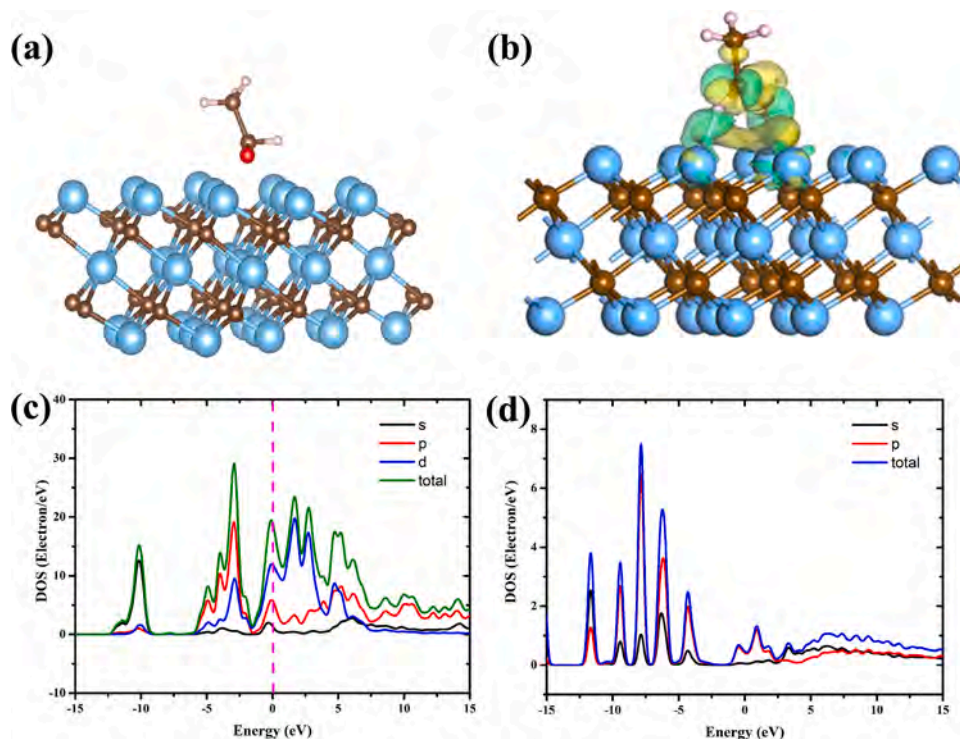 (a)
(b)
(c)
40
30
20
10
0
-10
-15
-10
-5
0
5
10
15
DOS (Electron/eV)
Energy (eV)
s
p
d
total
(d)
8
6
4
2
0
-15
-10
-5
0
5
10
15
DOS (Electron/eV)
Energy (eV)
s
p
total